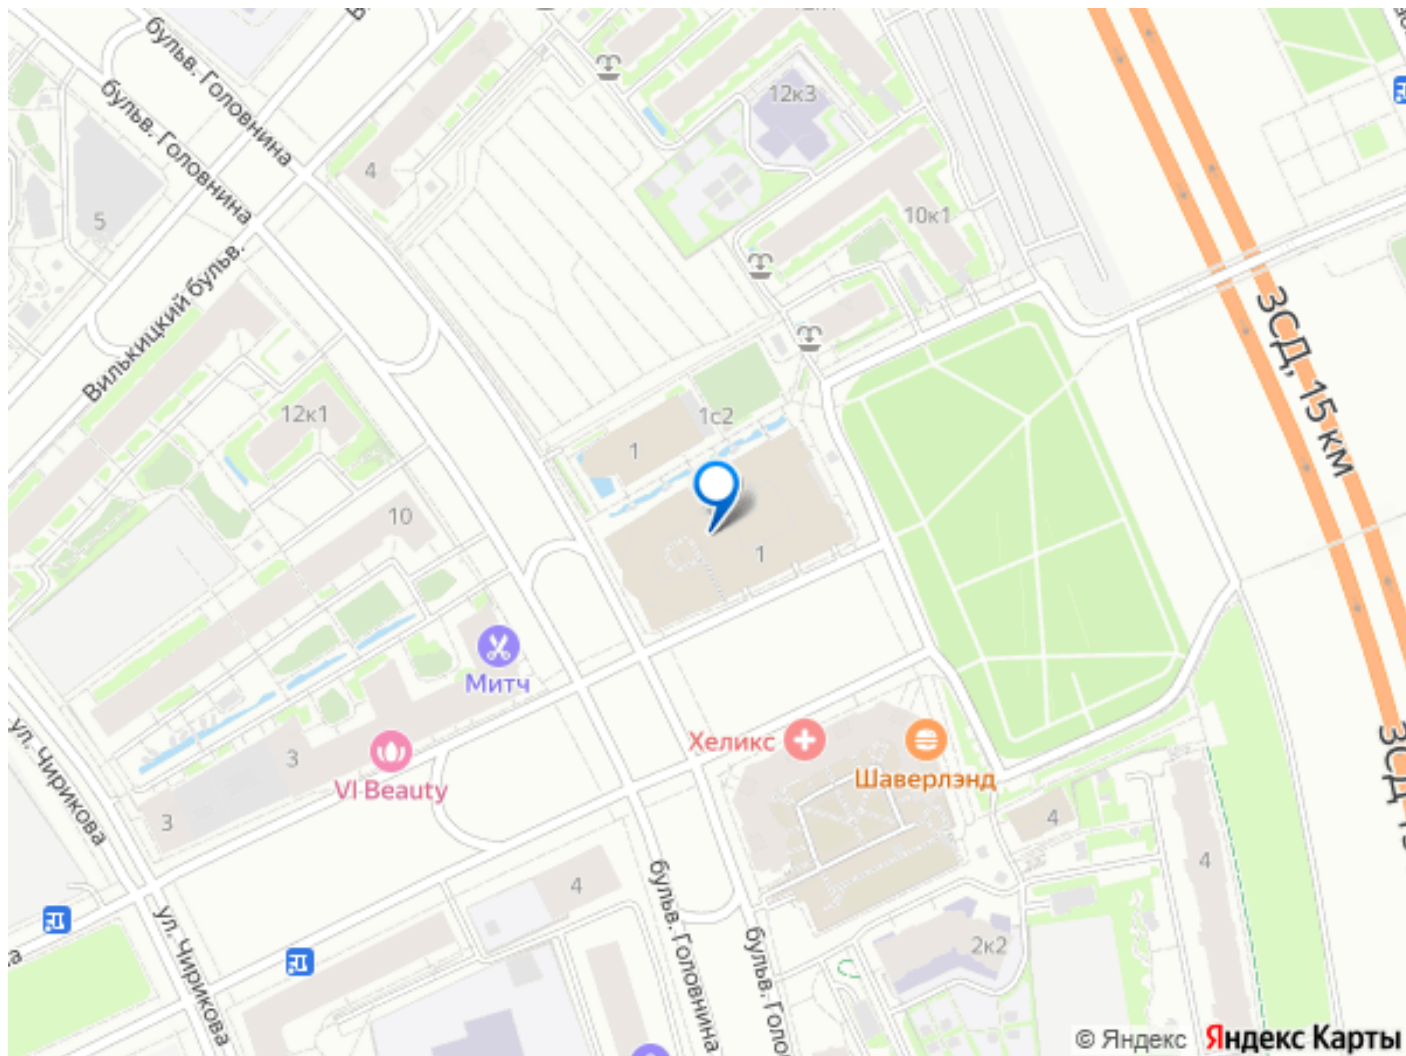 бульв. Головнина
бульв. Головнина
12к3
4
5
10к1
Вилькицкий бульв.
ЗСД, 15 км
12к1
1с2
1
10
1
Митч
Хеликс
Шаверлэнд
VI Beauty
3
3
ул. Чирикова
4
4
4
ул. Чирикова
бульв. Головнина
2к2
© Яндекс Яндекс Карты